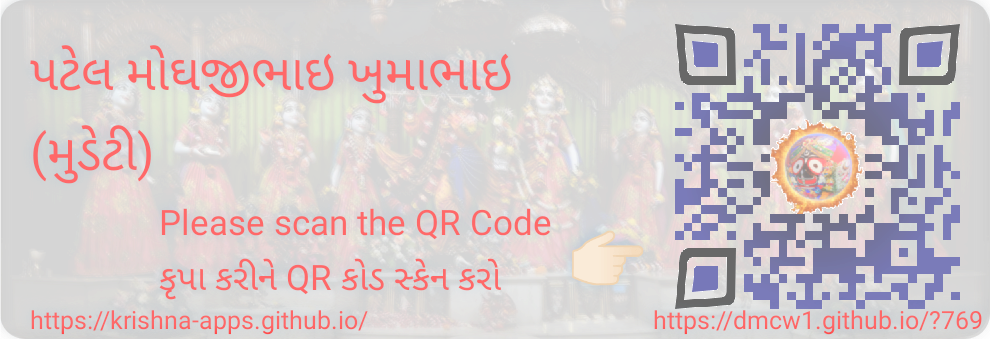 પટેલ મોઘજીભાઇ ખુમાભાઇ
(મુડેટી)
Please scan the QR Code
કૃપા કરીને QR કોડ સ્કેન કરો
https://krishna-apps.github.io/
https://dmcw1.github.io/?769